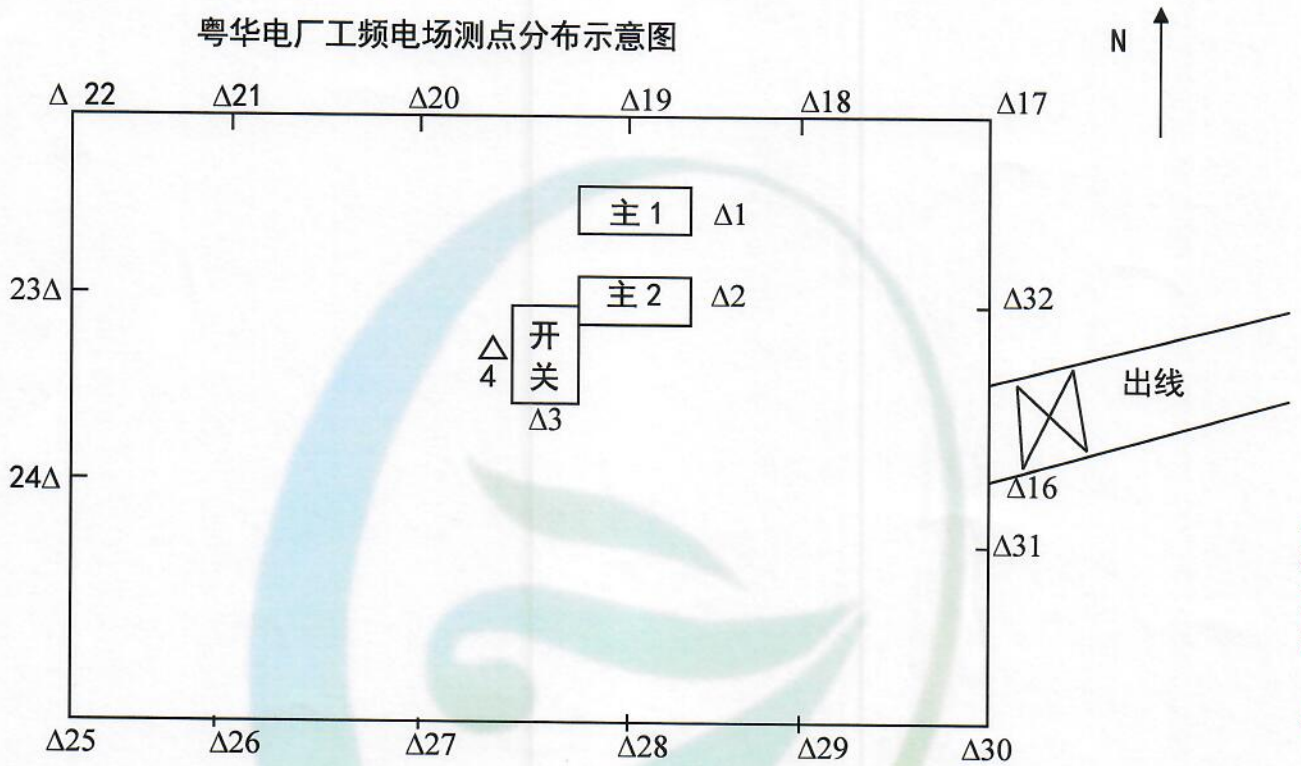 粤华电厂工频电场测点分布示意图
N
Δ 22 Δ21 Δ20 Δ19 Δ18 Δ17
主1 Δ1
23Δ 主2 Δ2 Δ32
开
关
△
4
出线
Δ3
24Δ Δ16
Δ31
Δ25 Δ26 Δ27 Δ28 Δ29 Δ30